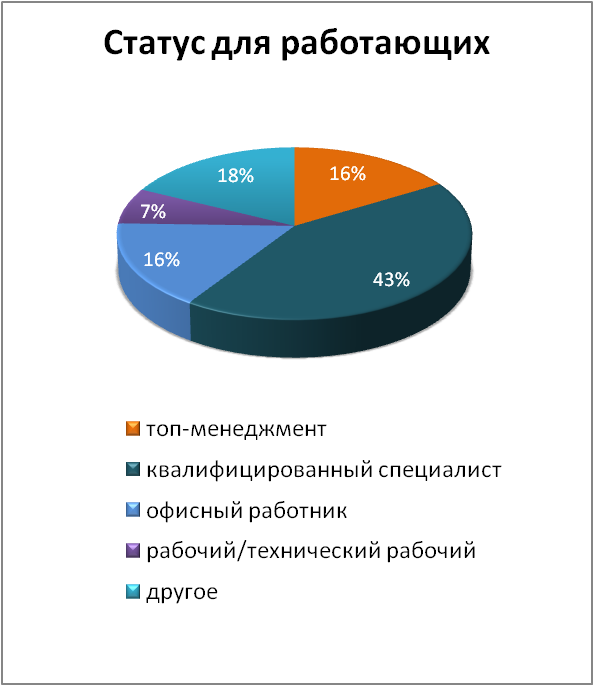 Статус для работающих
18%
16%
7%
16%
43%
топ-менеджмент
квалифицированный специалист
офисный работник
рабочий/технический рабочий
другое